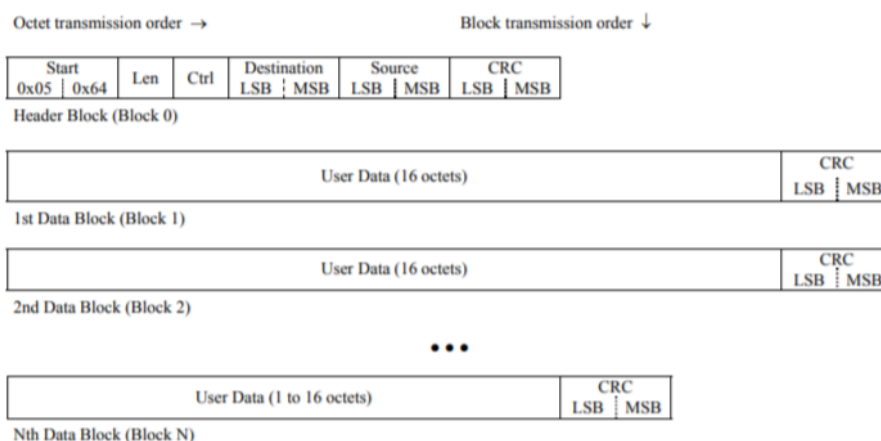 Octet transmission order → Block transmission order ↓
Start Len Ctrl Destination Source CRC
0x05 0x64 LSB MSB LSB MSB LSB MSB
Header Block (Block 0)
User Data (16 octets) CRC
LSB MSB
1st Data Block (Block 1)
User Data (16 octets) CRC
LSB MSB
2nd Data Block (Block 2)
•••
User Data (1 to 16 octets) CRC
LSB MSB
Nth Data Block (Block N)